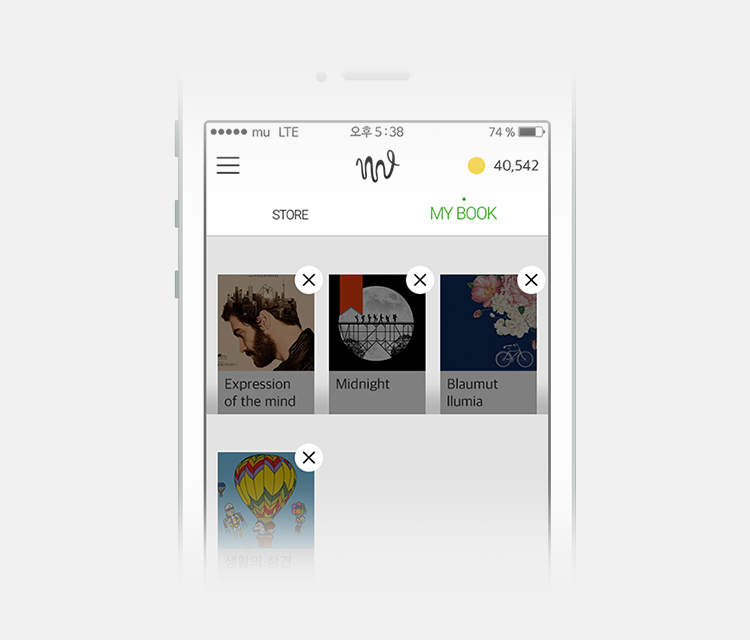 mu LTE 오후 5:38 74 %
40,542
STORE MY BOOK
Expression
of the mind
Midnight
Blaumut
Ilumia
생활의 참견